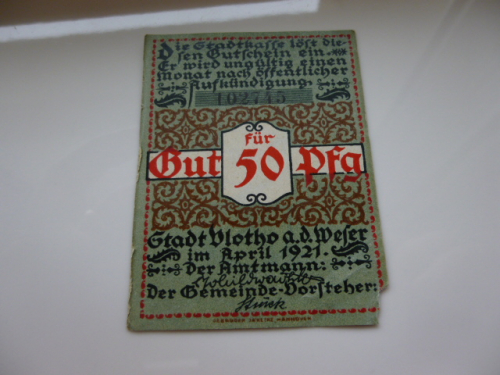 Die Stadtkasse löst die-
sen Gutschein ein.
Er wird ungültig einen
monat nach öffentlicher
Aufkündigung.
102715
für
Gut 50 Pfg
Stadt Vlotho a.d. Weser
im April 1921.
Der Amtmann:
Der Gemeinde-Vorsteher: